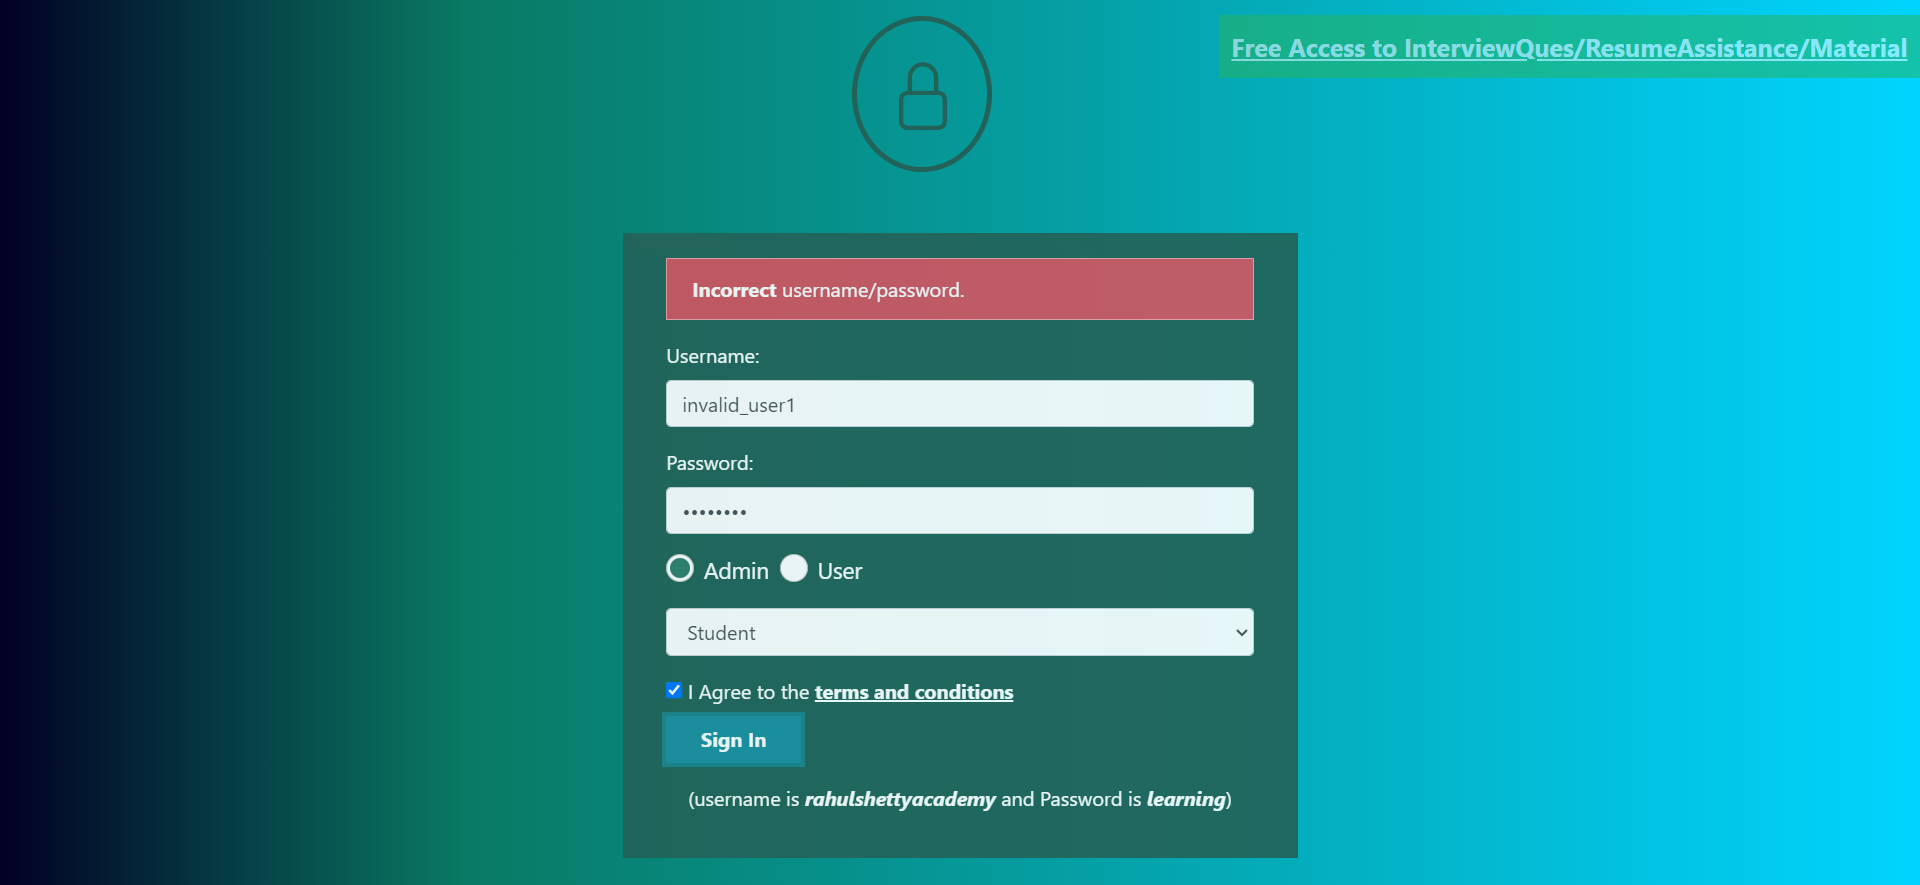 Free Access to InterviewQues/ResumeAssistance/Material
Incorrect username/password.
Username:
invalid_user1
Password:
••••••••
Admin User
Student
I Agree to the terms and conditions
Sign In
(username is rahulshettyacademy and Password is learning)